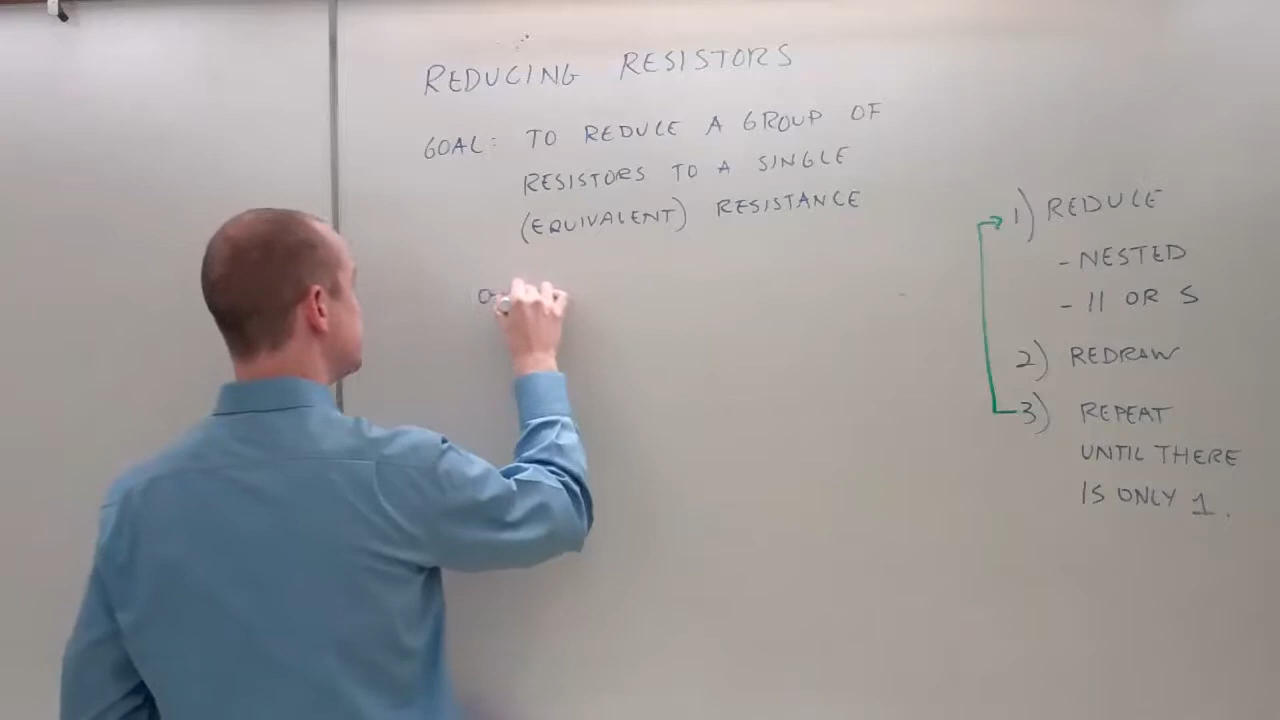 REDUCING RESISTORS
GOAL: TO REDUCE A GROUP OF
RESISTORS TO A SINGLE
(EQUIVALENT) RESISTANCE
1) REDUCE
- NESTED
- || OR S
2) REDRAW
3) REPEAT
UNTIL THERE
IS ONLY 1.